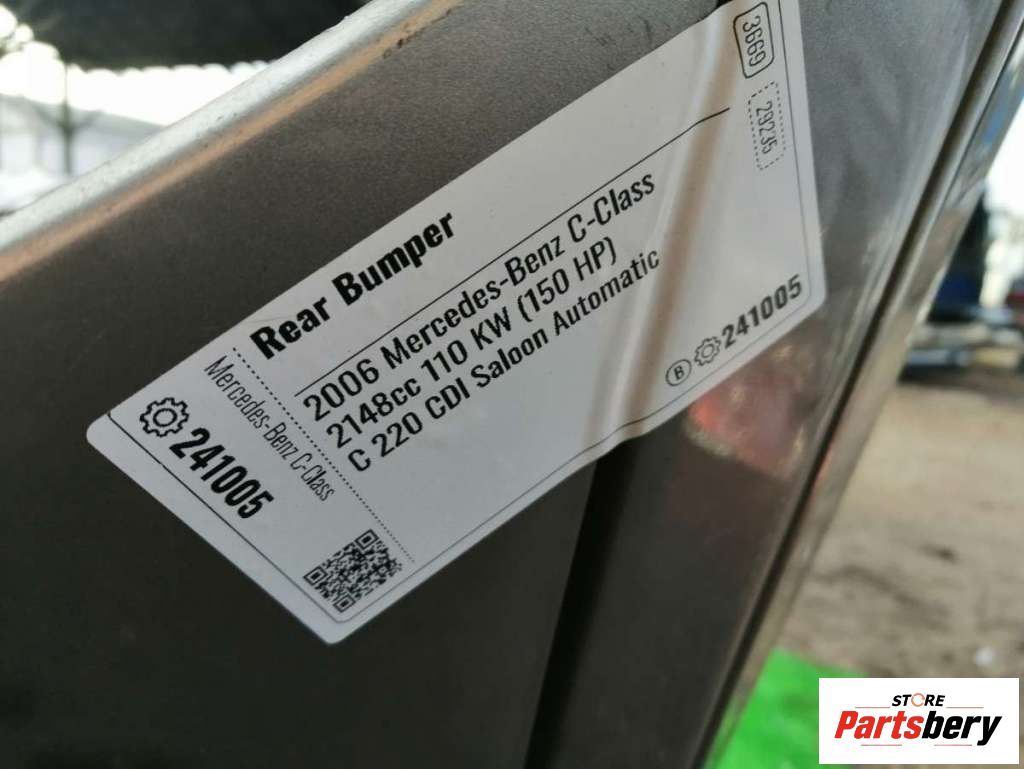 3669
29235
Rear Bumper
2006 Mercedes-Benz C-Class
2148cc 110 KW (150 HP)
C 220 CDI Saloon Automatic
B 241005
Mercedes-Benz C-Class
241005
STORE
Partsbery